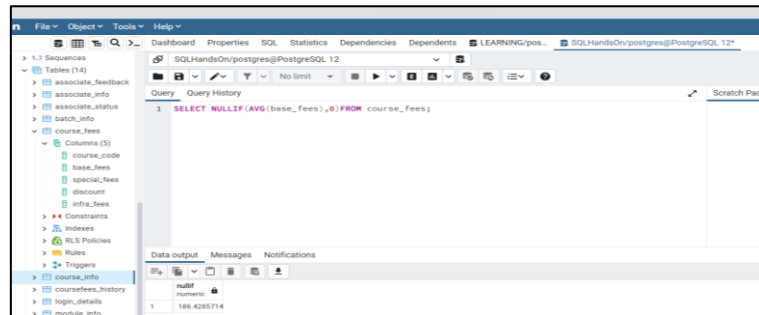 n File Object Tools Help
Dashboard Properties SQL Statistics Dependencies Dependents LEARNING/pos... SQLHandsOn/postgres@PostgreSQL 12*
1.3 Sequences
Tables (14)
associate_feedback
associate_info
associate_status
batch_info
course_fees
Columns (5)
course_code
base_fees
special_fees
discount
infra_fees
Constraints
Indexes
RLS Policies
Rules
Triggers
course_info
coursefees_history
login_details
module_info
SQLHandsOn/postgres@PostgreSQL 12
No limit
Query Query History
Scratch Pad
1 SELECT NULLIF(AVG(base_fees),0)FROM course_fees;
Data output Messages Notifications
nullif
numeric
1 186.4285714